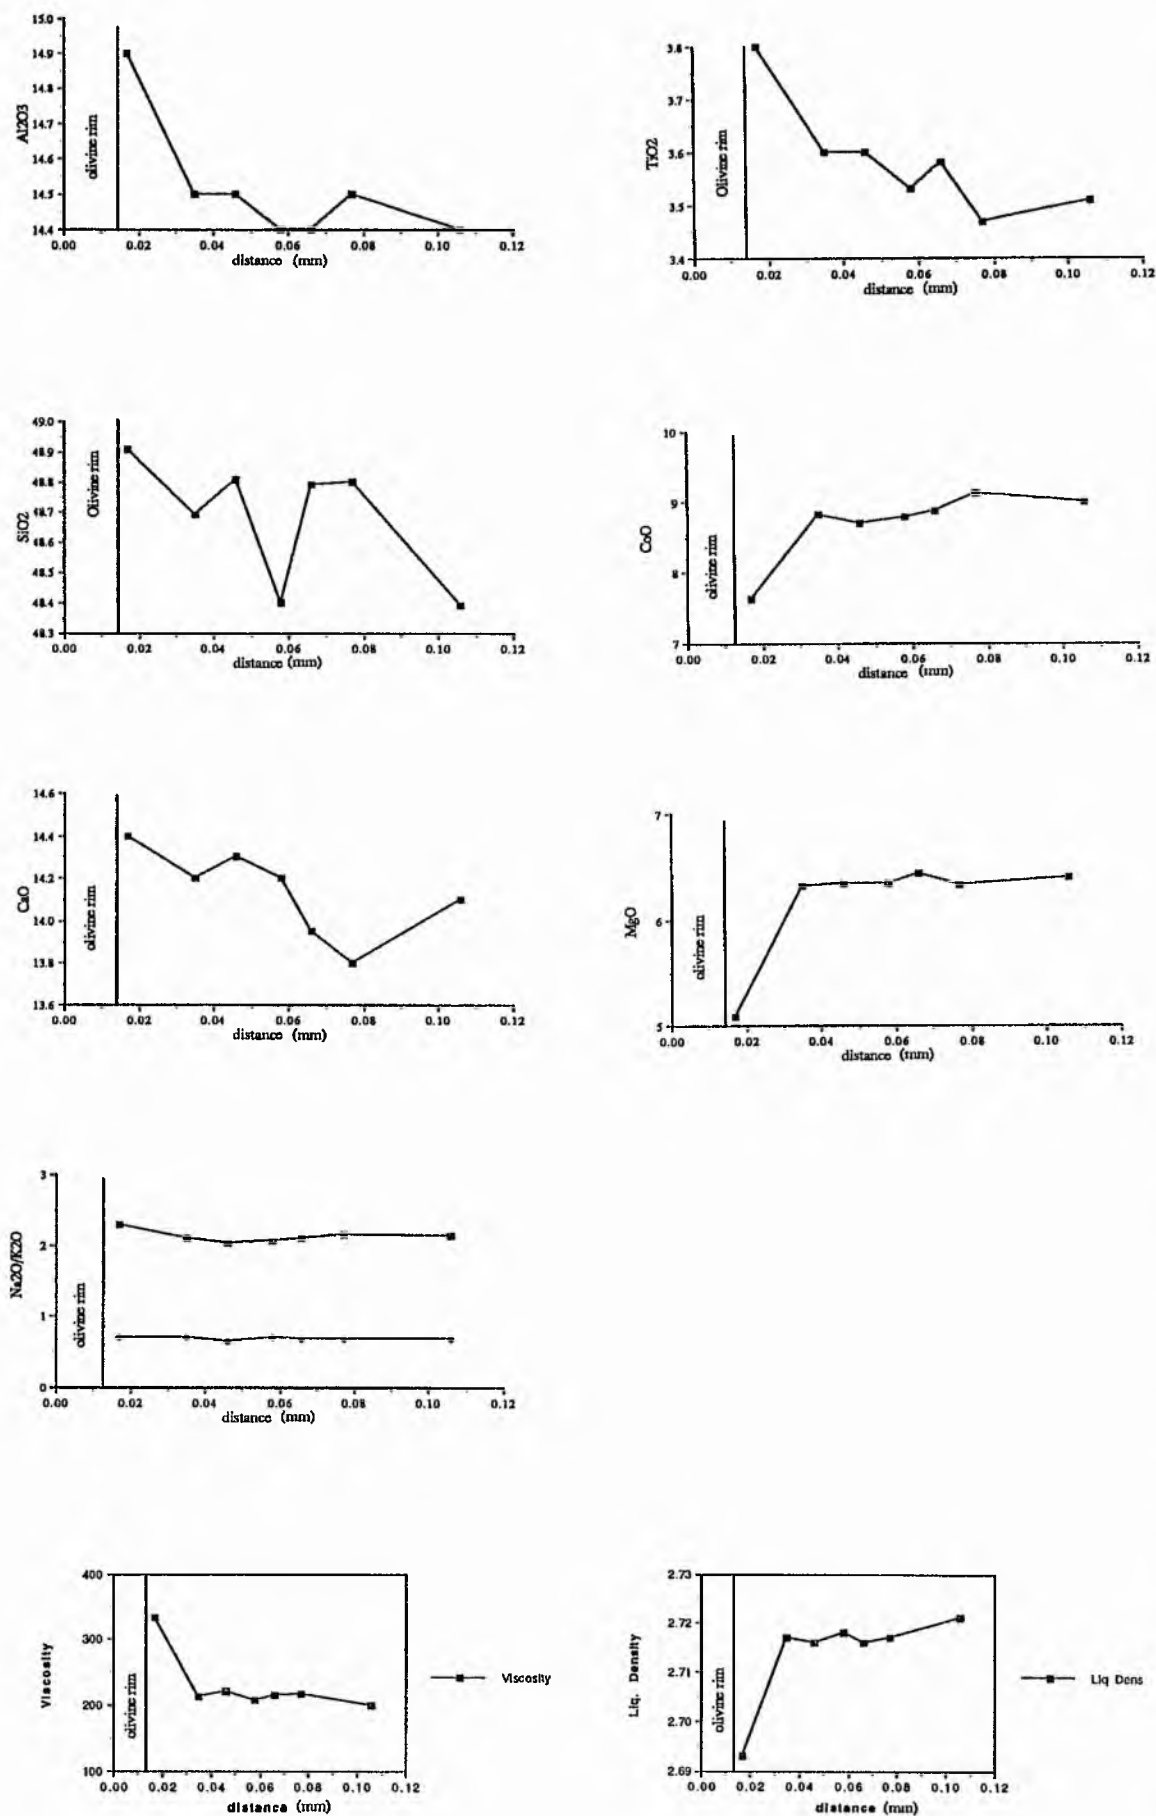 15.0
14.9
14.8
14.7
14.6
14.5
14.4
Al2O3
olivine rim
0.00 0.02 0.04 0.06 0.08 0.10 0.12
distance (mm)
3.8
3.7
3.6
3.5
3.4
TiO2
Olivine rim
0.00 0.02 0.04 0.06 0.08 0.10 0.12
distance (mm)
49.0
48.9
48.8
48.7
48.6
48.5
48.4
48.3
SiO2
Olivine rim
0.00 0.02 0.04 0.06 0.08 0.10 0.12
distance (mm)
10
9
8
7
CoO
olivine rim
0.00 0.02 0.04 0.06 0.08 0.10 0.12
distance (mm)
14.6
14.4
14.2
14.0
13.8
13.6
CaO
olivine rim
0.00 0.02 0.04 0.06 0.08 0.10 0.12
distance (mm)
7
6
5
MgO
olivine rim
0.00 0.02 0.04 0.06 0.08 0.10 0.12
distance (mm)
3
2
1
0
Na2O/K2O
olivine rim
0.00 0.02 0.04 0.06 0.08 0.10 0.12
distance (mm)
400
300
200
100
Viscosity
olivine rim
0.00 0.02 0.04 0.06 0.08 0.10 0.12
distance (mm)
Viscosity
2.73
2.72
2.71
2.70
2.69
Liq. Density
olivine rim
0.00 0.02 0.04 0.06 0.08 0.10 0.12
distance (mm)
Liq Dens